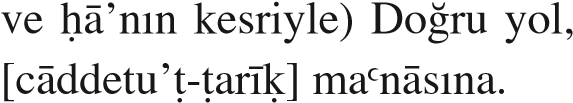 ve ḥā’nın kesriyle) Doğru yol,
[cāddetu’ṭ-ṭarīḳ] maʿnāsına.